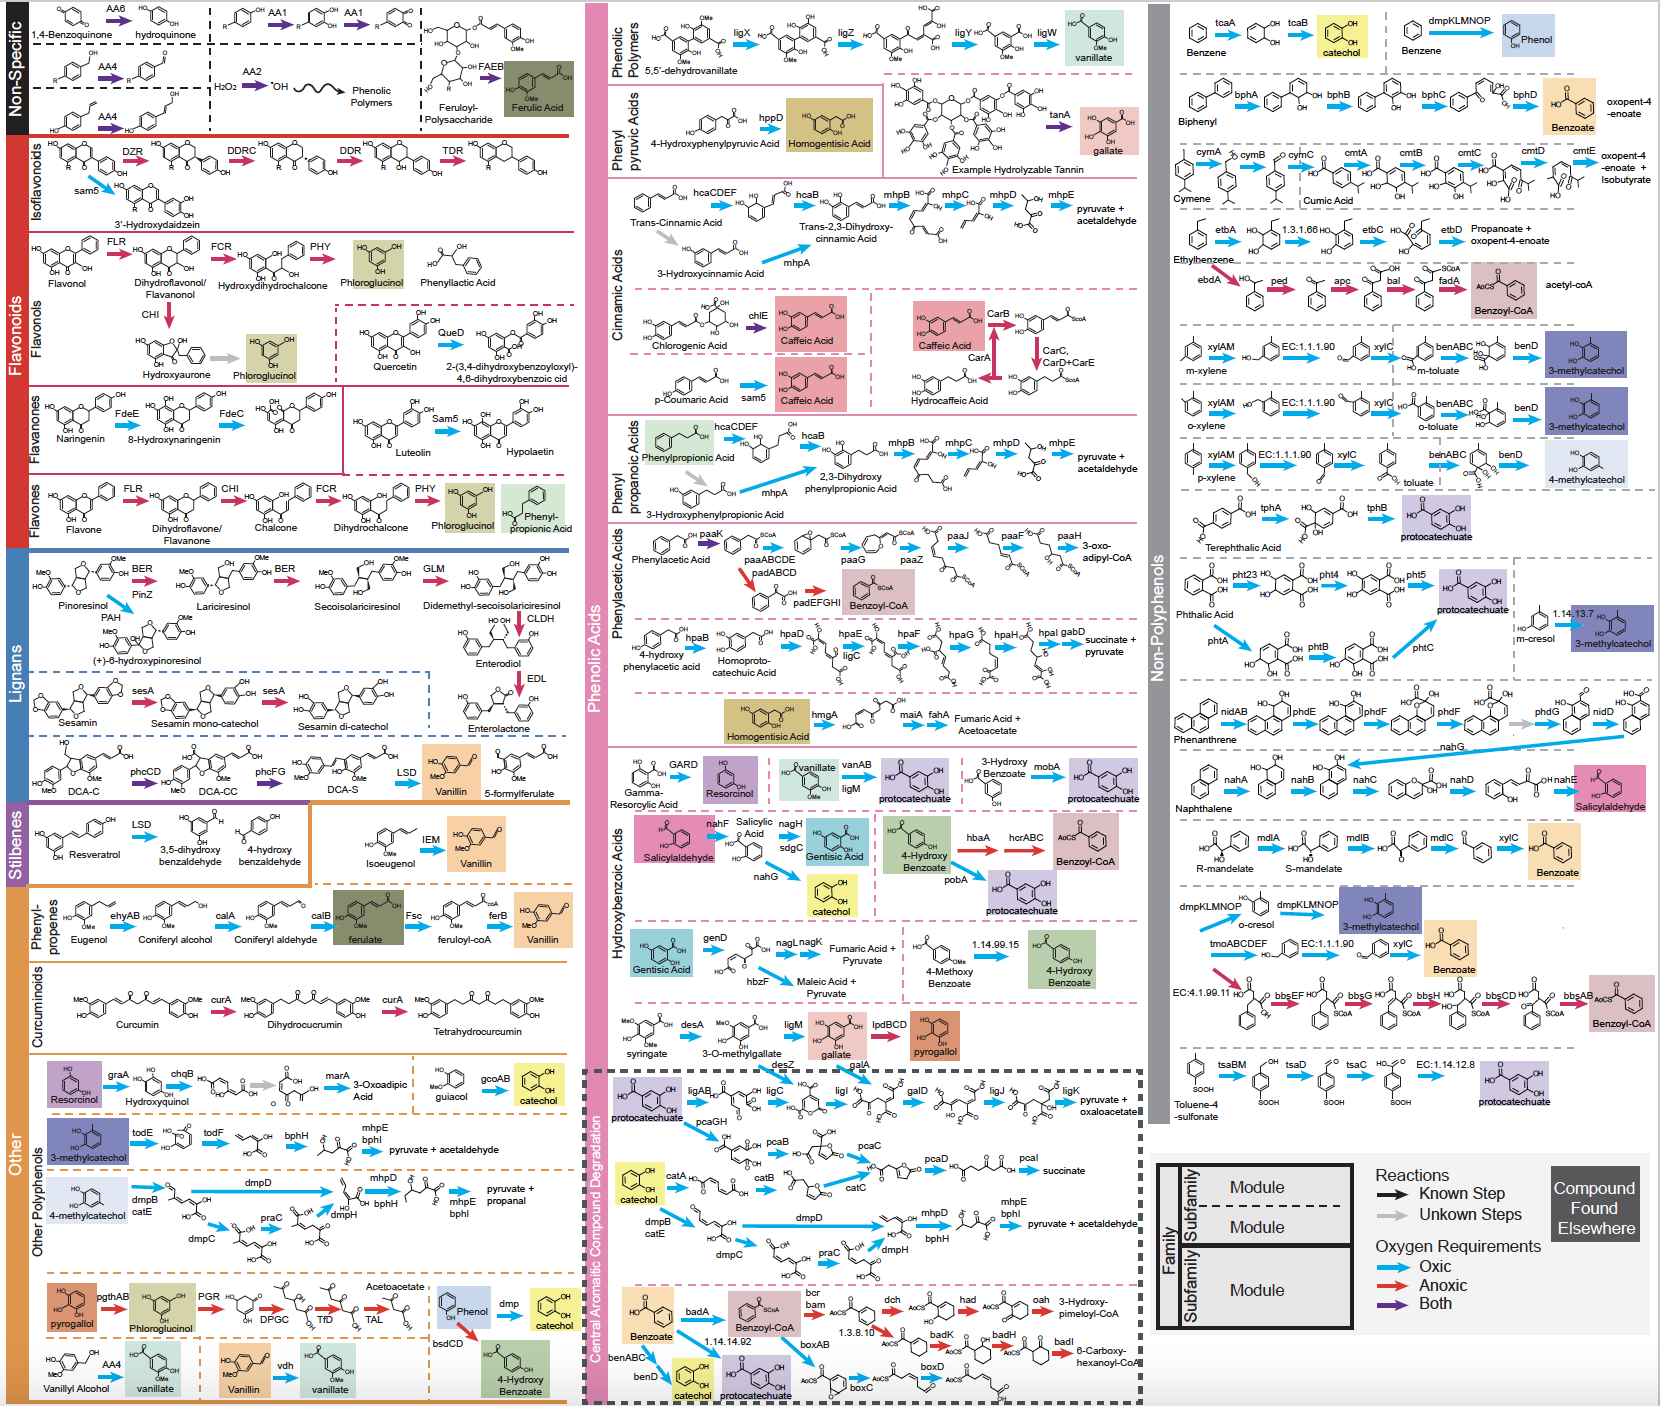 Non-Specific
AA6
1,4-Benzoquinone
hydroquinone
AA1
AA1
AA4
AA4
AA2
H₂O₂
•OH
Phenolic
Polymers
Feruloyl-
Polysaccharide
FAEB
Ferulic Acid
Flavonoids
Isoflavonoids
DZR
DDRC
DDR
TDR
sam5
3'-Hydroxydaidzein
Flavonols
FLR
FCR
PHY
Flavonol
Dihydroflavonol/
Flavanonol
Hydroxydihydrochalcone
Phloroglucinol
Phenyllactic Acid
CHI
Hydroxyaurone
Phloroglucinol
QueD
Quercetin
2-(3,4-dihydroxybenzoyloxyl)-
4,6-dihydroxybenzoic cid
Flavanones
FdeE
FdeC
Naringenin
8-Hydroxynaringenin
Sam5
Luteolin
Hypolaetin
Flavones
FLR
CHI
FCR
PHY
Flavone
Dihydroflavone/
Flavanone
Chalcone
Dihydrochalcone
Phloroglucinol
Phenyl-
propionic Acid
Lignans
BER
PinZ
BER
GLM
Pinoresinol
Lariciresinol
Secoisolariciresinol
Didemethyl-secoisolariciresinol
PAH
(+)-6-hydroxypinoresinol
CLDH
Enterodiol
EDL
Enterolactone
sesA
sesA
Sesamin
Sesamin mono-catechol
Sesamin di-catechol
phcCD
phcFG
LSD
DCA-C
DCA-CC
DCA-S
Vanillin
5-formylferulate
Stilbenes
LSD
Resveratrol
3,5-dihydroxy
benzaldehyde
4-hydroxy
benzaldehyde
IEM
Isoeugenol
Vanillin
Other
Phenyl-
propenes
ehyAB
calA
calB
Fsc
ferB
Eugenol
Coniferyl alcohol
Coniferyl aldehyde
ferulate
feruloyl-coA
Vanillin
Curcuminoids
curA
curA
Curcumin
Dihydrocucrumin
Tetrahydrocurcumin
Other Polyphenols
graA
chqB
marA
Resorcinol
Hydroxyquinol
3-Oxoadipic
Acid
guiacol
gcoAB
catechol
todE
todF
bphH
mhpE
bphI
3-methylcatechol
pyruvate + acetaldehyde
4-methylcatechol
dmpB
catE
dmpD
dmpC
praC
dmpH
mhpD
bphH
mhpE
bphI
pyruvate +
propanal
pgthAB
PGR
pyrogallol
Phloroglucinol
DPGC
TfD
TAL
Acetoacetate
Phenol
dmp
catechol
bsdCD
4-Hydroxy
Benzoate
AA4
Vanillyl Alcohol
vanillate
vdh
Vanillin
vanillate
Phenolic Acids
Phenolic
Polymers
ligX
ligZ
ligY
ligW
5,5'-dehydrovanillate
vanillate
Phenyl
pyruvic Acids
hppD
4-Hydroxyphenylpyruvic Acid
Homogentisic Acid
Example Hydrolyzable Tannin
tanA
gallate
Cinnamic Acids
hcaCDEF
hcaB
mhpB
mhpC
mhpD
mhpE
Trans-Cinnamic Acid
Trans-2,3-Dihydroxy-
cinnamic Acid
pyruvate +
acetaldehyde
3-Hydroxycinnamic Acid
mhpA
chlE
Chlorogenic Acid
Caffeic Acid
Caffeic Acid
CarB
CarA
CarC,
CarD+CarE
Hydrocaffeic Acid
p-Coumaric Acid
sam5
Caffeic Acid
Phenyl
propanoic Acids
Phenylpropionic Acid
hcaCDEF
hcaB
mhpB
mhpC
mhpD
mhpE
2,3-Dihydroxy
phenylpropionic Acid
pyruvate +
acetaldehyde
3-Hydroxyphenylpropionic Acid
mhpA
Phenylacetic Acids
Phenylacetic Acid
paaK
paaABCDE
paaG
paaZ
paaJ
paaF
paaH
3-oxo-
adipyl-CoA
padABCD
padEFGHI
Benzoyl-CoA
4-hydroxy
phenylacetic acid
hpaB
Homoproto-
catechuic Acid
hpaD
hpaE
ligC
hpaF
hpaG
hpaH
hpaI
gabD
succinate +
pyruvate
Homogentisic Acid
hmgA
maiA
fahA
Fumaric Acid +
Acetoacetate
Hydroxybenzoic Acids
GARD
Gamma-
Resorcylic Acid
Resorcinol
vanillate
vanAB
ligM
protocatechuate
3-Hydroxy
Benzoate
mobA
protocatechuate
Salicylaldehyde
nahF
Salicylic
Acid
nagH
sdgC
Gentisic Acid
nahG
catechol
4-Hydroxy
Benzoate
hbaA
hcrABC
Benzoyl-CoA
pobA
protocatechuate
Gentisic Acid
genD
nagL
nagK
Fumaric Acid +
Pyruvate
hbzF
Maleic Acid +
Pyruvate
4-Methoxy
Benzoate
1.14.99.15
4-Hydroxy
Benzoate
syringate
desA
3-O-methylgallate
ligM
gallate
lpdBCD
pyrogallol
desZ
galA
Central Aromatic Compound Degradation
protocatechuate
ligAB
ligC
ligI
galD
ligJ
ligK
pyruvate +
oxaloacetate
pcaGH
pcaB
pcaC
pcaD
pcaI
succinate
catechol
catA
catB
catC
dmpB
catE
dmpD
dmpC
praC
dmpH
mhpD
bphH
mhpE
bphI
pyruvate + acetaldehyde
Benzoate
badA
Benzoyl-CoA
bcr
bam
dch
had
oah
3-Hydroxy-
pimeloyl-CoA
1.3.8.10
badK
badH
badI
6-Carboxy-
hexanoyl-CoA
1.14.14.92
boxAB
boxC
boxD
benABC
benD
catechol
protocatechuate
Non-Polyphenols
tcaA
tcaB
Benzene
catechol
dmpKLMNOP
Benzene
Phenol
bphA
bphB
bphC
bphD
Biphenyl
Benzoate
oxopent-4
-enoate
cymA
cymB
cymC
cmtA
cmtB
cmtC
cmtD
cmtE
Cymene
Cumic Acid
oxopent-4
-enoate +
Isobutyrate
etbA
1.3.1.66
etbC
etbD
Ethylhenzene
Propanoate +
oxopent-4-enoate
ebdA
ped
apc
bal
fadA
Benzoyl-CoA
acetyl-coA
xylAM
EC:1.1.1.90
xylC
benABC
benD
m-xylene
m-toluate
3-methylcatechol
xylAM
EC:1.1.1.90
xylC
benABC
benD
o-xylene
o-toluate
3-methylcatechol
xylAM
EC:1.1.1.90
xylC
benABC
benD
p-xylene
toluate
4-methylcatechol
tphA
tphB
Terephthalic Acid
protocatechuate
pht23
pht4
pht5
Phthalic Acid
protocatechuate
phtA
phtB
phtC
m-cresol
1.14.13.7
3-methylcatechol
nidAB
phdE
phdF
phdF
phdG
nidD
Phenanthrene
nahG
nahA
nahB
nahC
nahD
nahE
Naphthalene
Salicylaldehyde
mdlA
mdlB
mdlC
xylC
R-mandelate
S-mandelate
Benzoate
dmpKLMNOP
o-cresol
dmpKLMNOP
3-methylcatechol
tmoABCDEF
EC:1.1.1.90
xylC
Benzoate
EC:4.1.99.11
bbsEF
bbsG
bbsH
bbsCD
bbsAB
Benzoyl-CoA
tsaBM
tsaD
tsaC
EC:1.14.12.8
Toluene-4
-sulfonate
protocatechuate
Family
Subfamily
Module
Module
Subfamily
Module
Reactions
Known Step
Unkown Steps
Oxygen Requirements
Oxic
Anoxic
Both
Compound
Found
Elsewhere